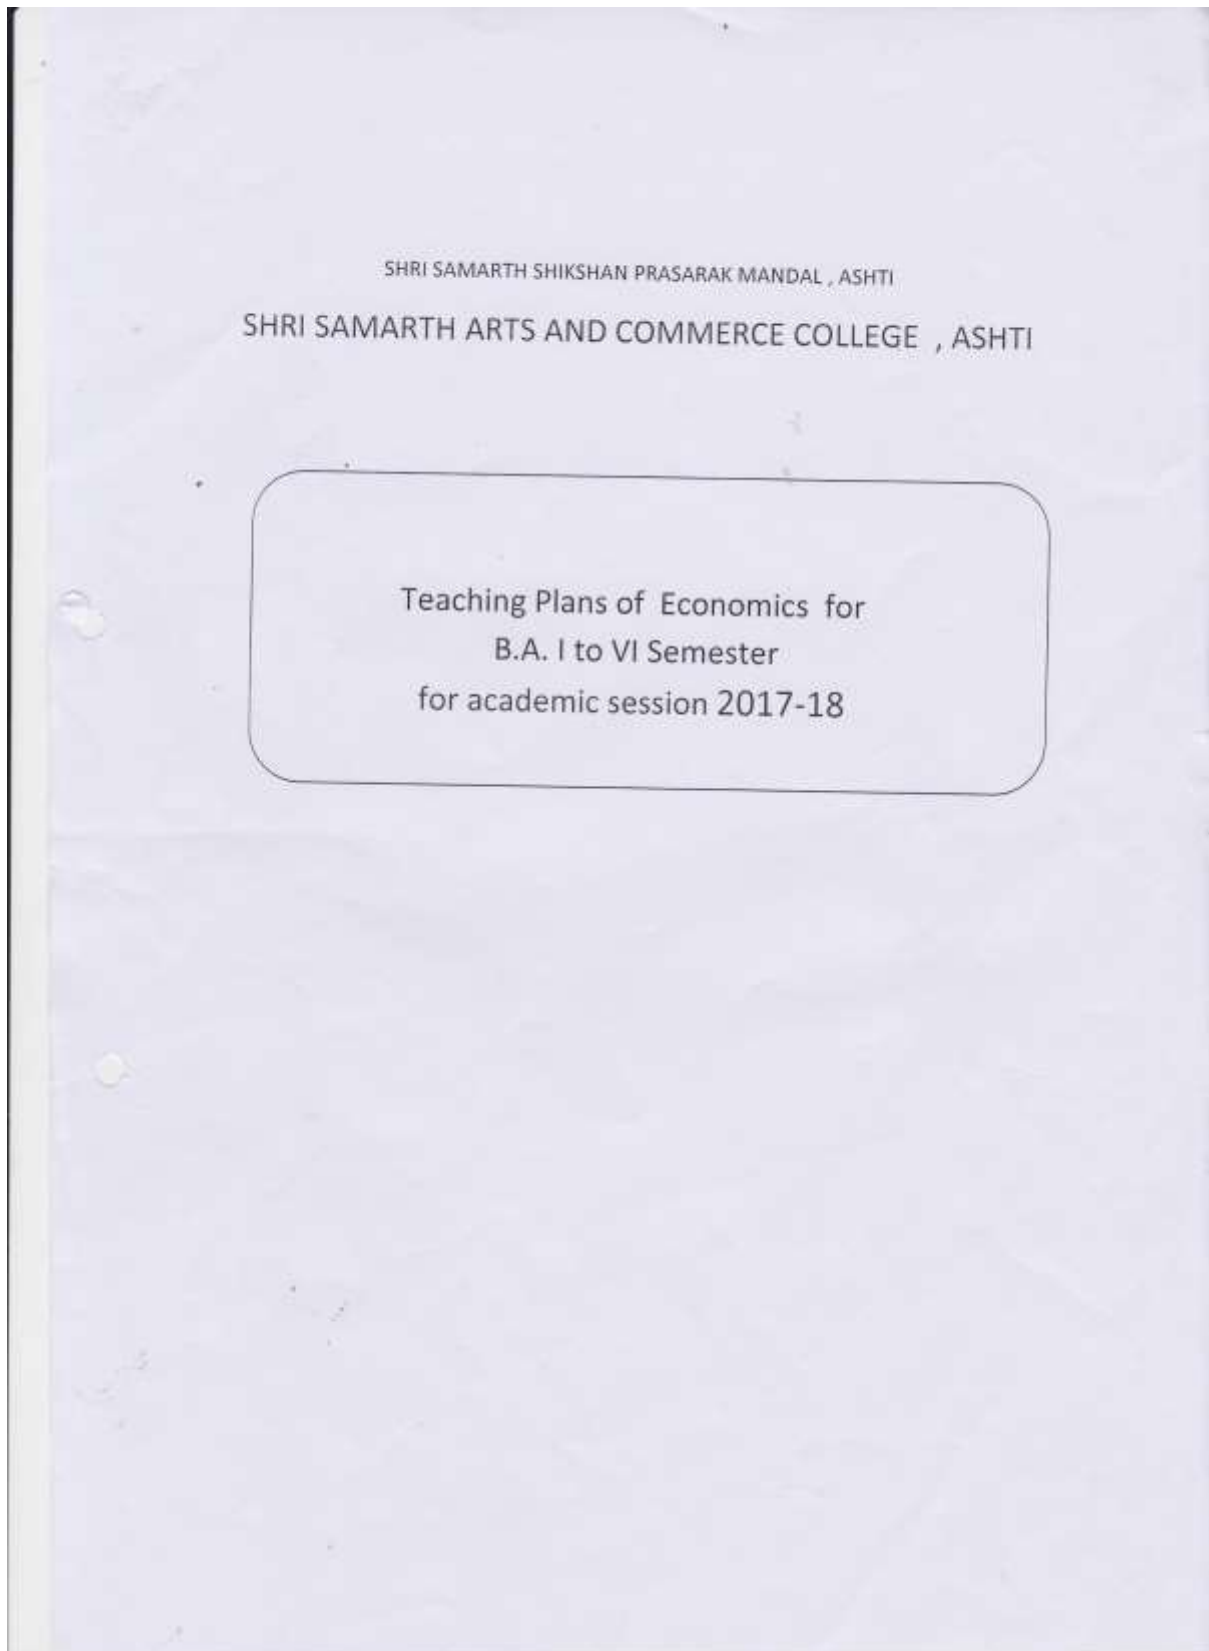 SHRI SAMARTH SHIKSHAN PRASARAK MANDAL , ASHTI
SHRI SAMARTH ARTS AND COMMERCE COLLEGE , ASHTI
Teaching Plans of Economics for
B.A. I to VI Semester
for academic session 2017-18